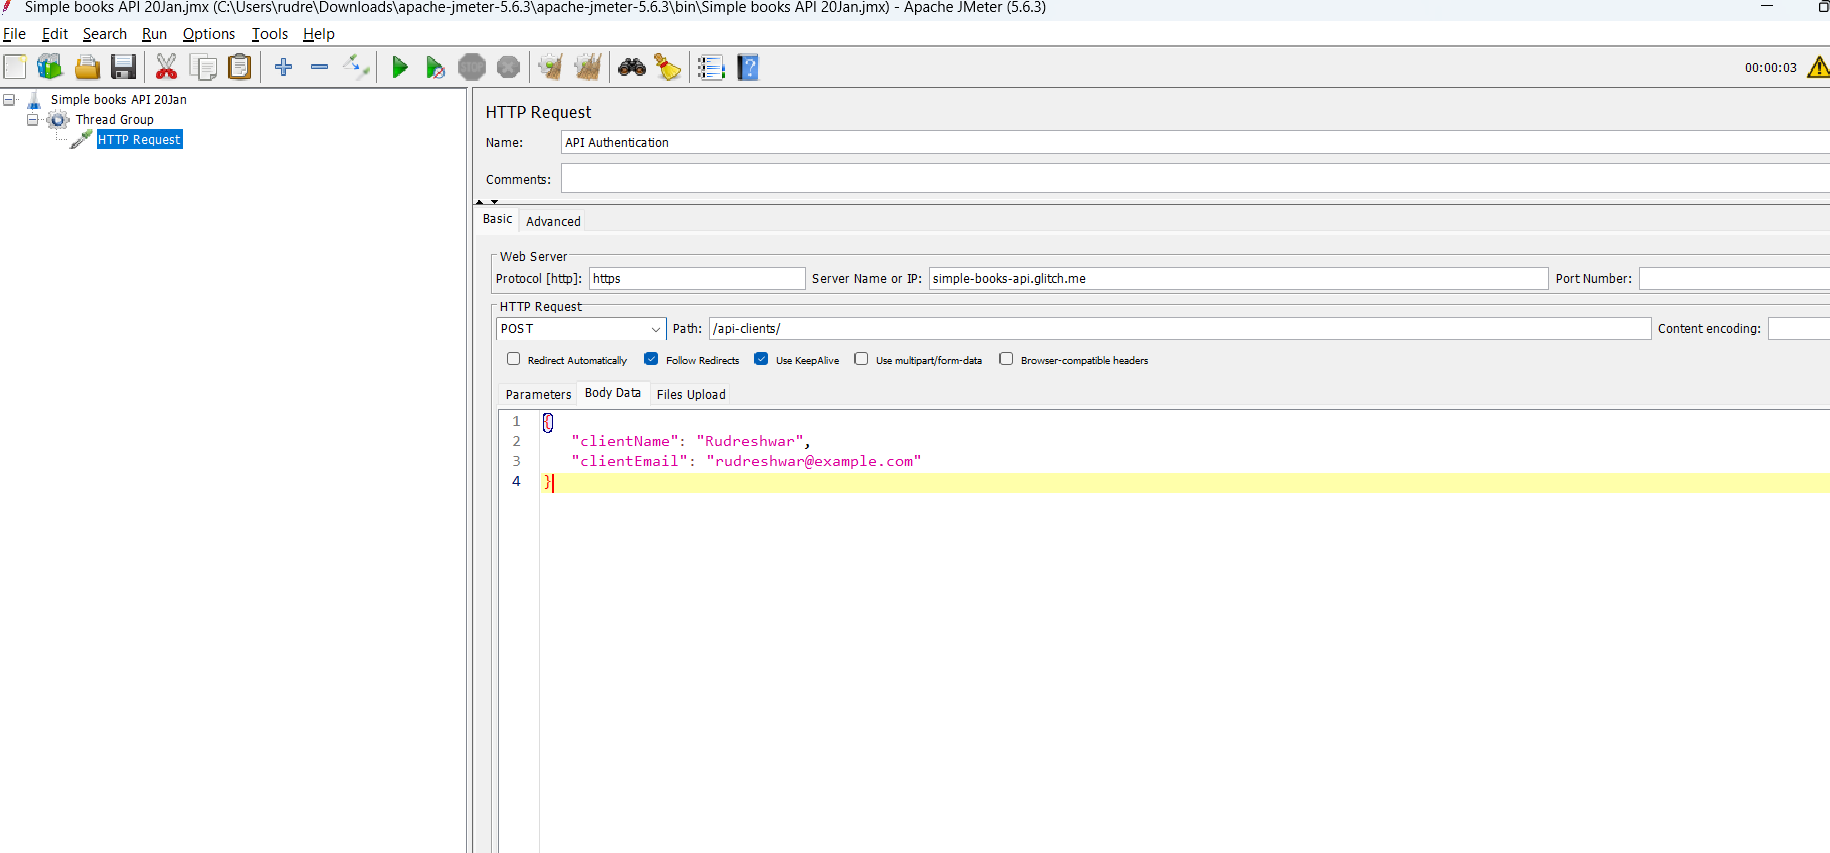 Simple books API 20Jan.jmx (C:\Users\rudre\Downloads\apache-jmeter-5.6.3\apache-jmeter-5.6.3\bin\Simple books API 20Jan.jmx) - Apache JMeter (5.6.3)
File Edit Search Run Options Tools Help
STOP
00:00:03
Simple books API 20Jan
Thread Group
HTTP Request
HTTP Request
Name: API Authentication
Comments:
Basic Advanced
Web Server
Protocol [http]: https Server Name or IP: simple-books-api.glitch.me Port Number:
HTTP Request
POST Path: /api-clients/ Content encoding:
Redirect Automatically Follow Redirects Use KeepAlive Use multipart/form-data Browser-compatible headers
Parameters Body Data Files Upload
1 {
2 "clientName": "Rudreshwar",
3 "clientEmail": "rudreshwar@example.com"
4 }